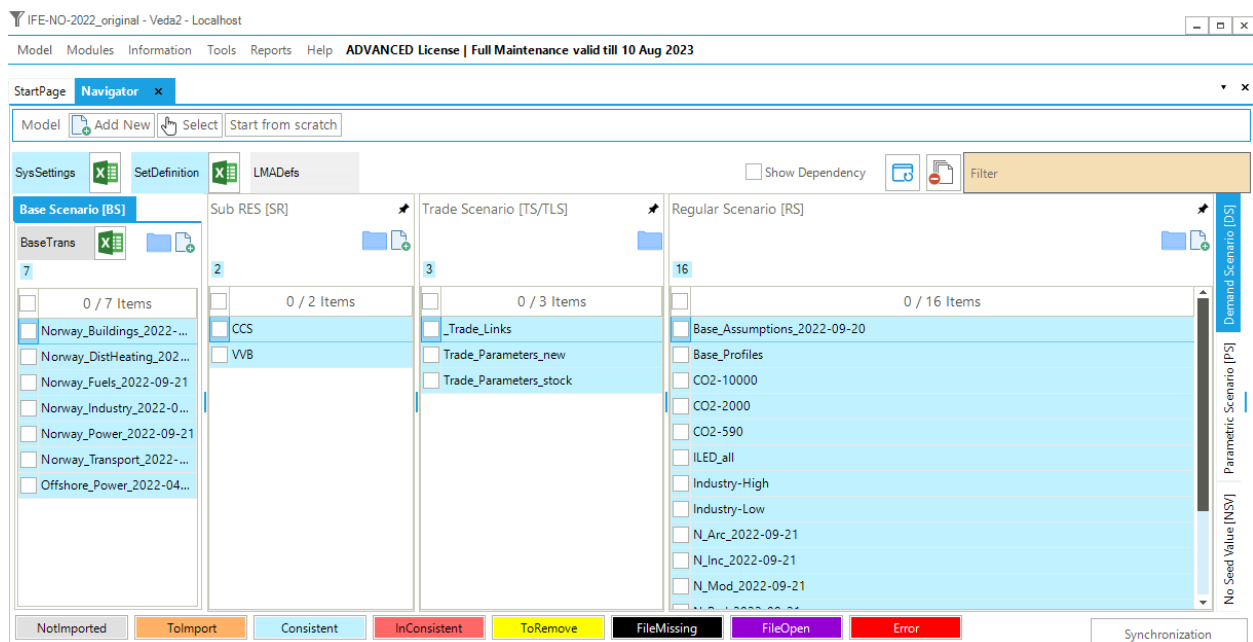 IFE-NO-2022_original - Veda2 - Localhost
Model Modules Information Tools Reports Help ADVANCED License | Full Maintenance valid till 10 Aug 2023
StartPage Navigator x
Model Add New Select Start from scratch
SysSettings SetDefinition LMADefs Show Dependency Filter
Base Scenario [BS]
BaseTrans
7
0 / 7 Items
Norway_Buildings_2022-...
Norway_DistHeating_202...
Norway_Fuels_2022-09-21
Norway_Industry_2022-0...
Norway_Power_2022-09-21
Norway_Transport_2022-...
Offshore_Power_2022-04...
Sub RES [SR]
2
0 / 2 Items
CCS
VVB
Trade Scenario [TS/TLS]
3
0 / 3 Items
_Trade_Links
Trade_Parameters_new
Trade_Parameters_stock
Regular Scenario [RS]
16
0 / 16 Items
Base_Assumptions_2022-09-20
Base_Profiles
CO2-10000
CO2-2000
CO2-590
ILED_all
Industry-High
Industry-Low
N_Arc_2022-09-21
N_Inc_2022-09-21
N_Mod_2022-09-21
Demand Scenario [DS]
Parametric Scenario [PS]
No Seed Value [NSV]
NotImported ToImport Consistent InConsistent ToRemove FileMissing FileOpen Error Synchronization